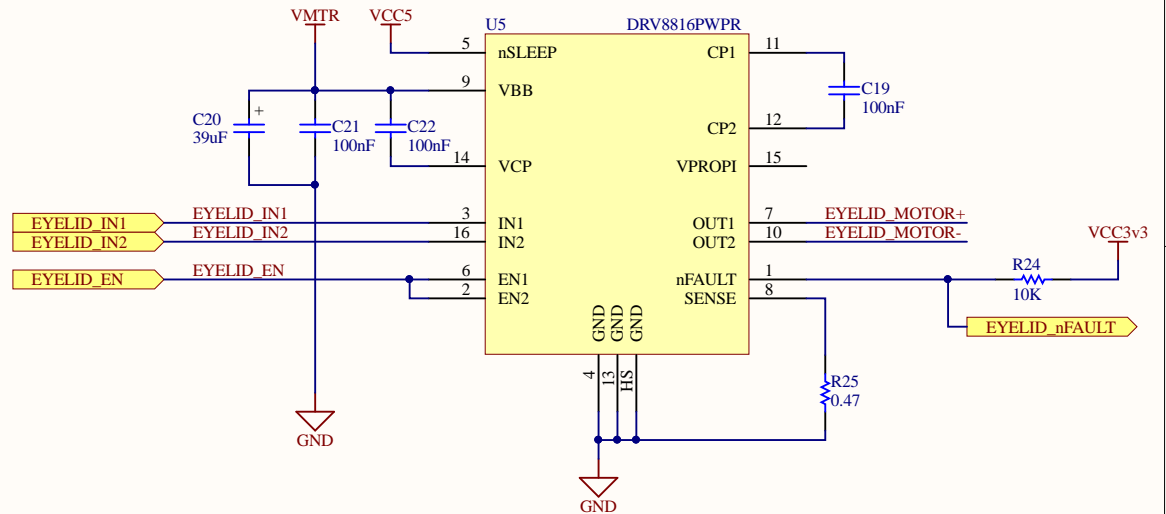 VMTR
VCC5
U5
DRV8816PWPR
5
nSLEEP
CP1
11
9
VBB
C19
100nF
C20
39uF
+
C21
100nF
C22
100nF
CP2
12
14
VCP
VPROPI
15
EYELID_IN1
EYELID_IN1
3
IN1
OUT1
7
EYELID_MOTOR+
EYELID_IN2
EYELID_IN2
16
IN2
OUT2
10
EYELID_MOTOR-
VCC3v3
EYELID_EN
EYELID_EN
6
EN1
nFAULT
1
R24
10K
2
EN2
SENSE
8
EYELID_nFAULT
GND
GND
GND
4
13
HS
R25
0.47
GND
GND